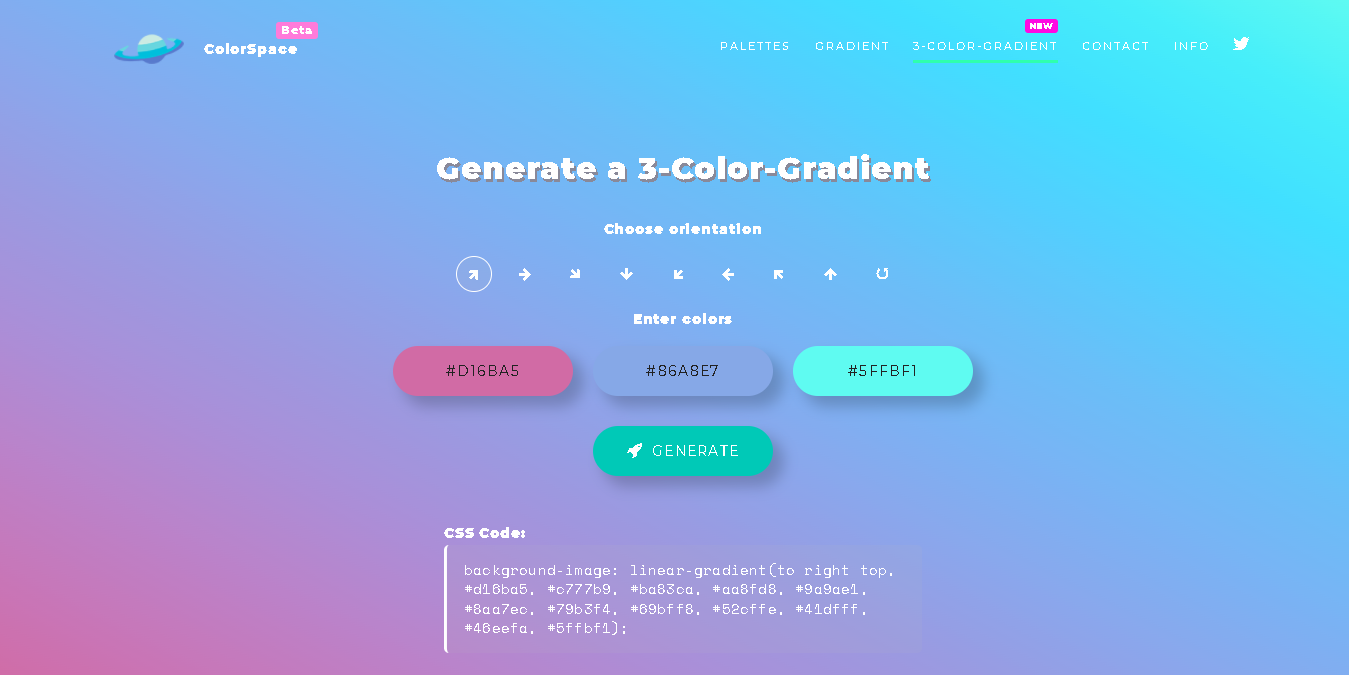 Beta
ColorSpace
NEW
PALETTES GRADIENT 3-COLOR-GRADIENT CONTACT INFO
Generate a 3-Color-Gradient
Choose orientation
Enter colors
#D16BA5 #86A8E7 #5FFBF1
GENERATE
CSS Code:
background-image: linear-gradient(to right top,
#d16ba5, #c777b9, #ba83ca, #aa8fd8, #9a9ae1,
#8aa7ec, #79b3f4, #69bff8, #52cffe, #41dfff,
#46eefa, #5ffbf1);